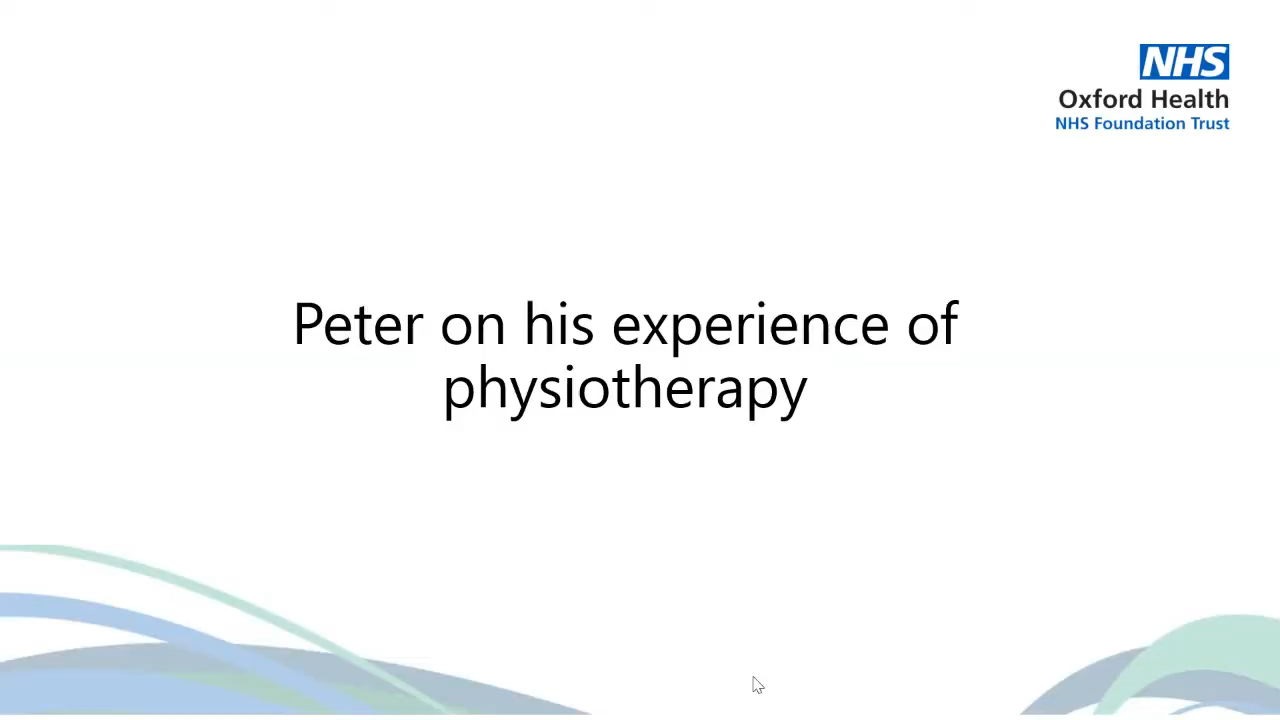 NHS
Oxford Health
NHS Foundation Trust
Peter on his experience of
physiotherapy